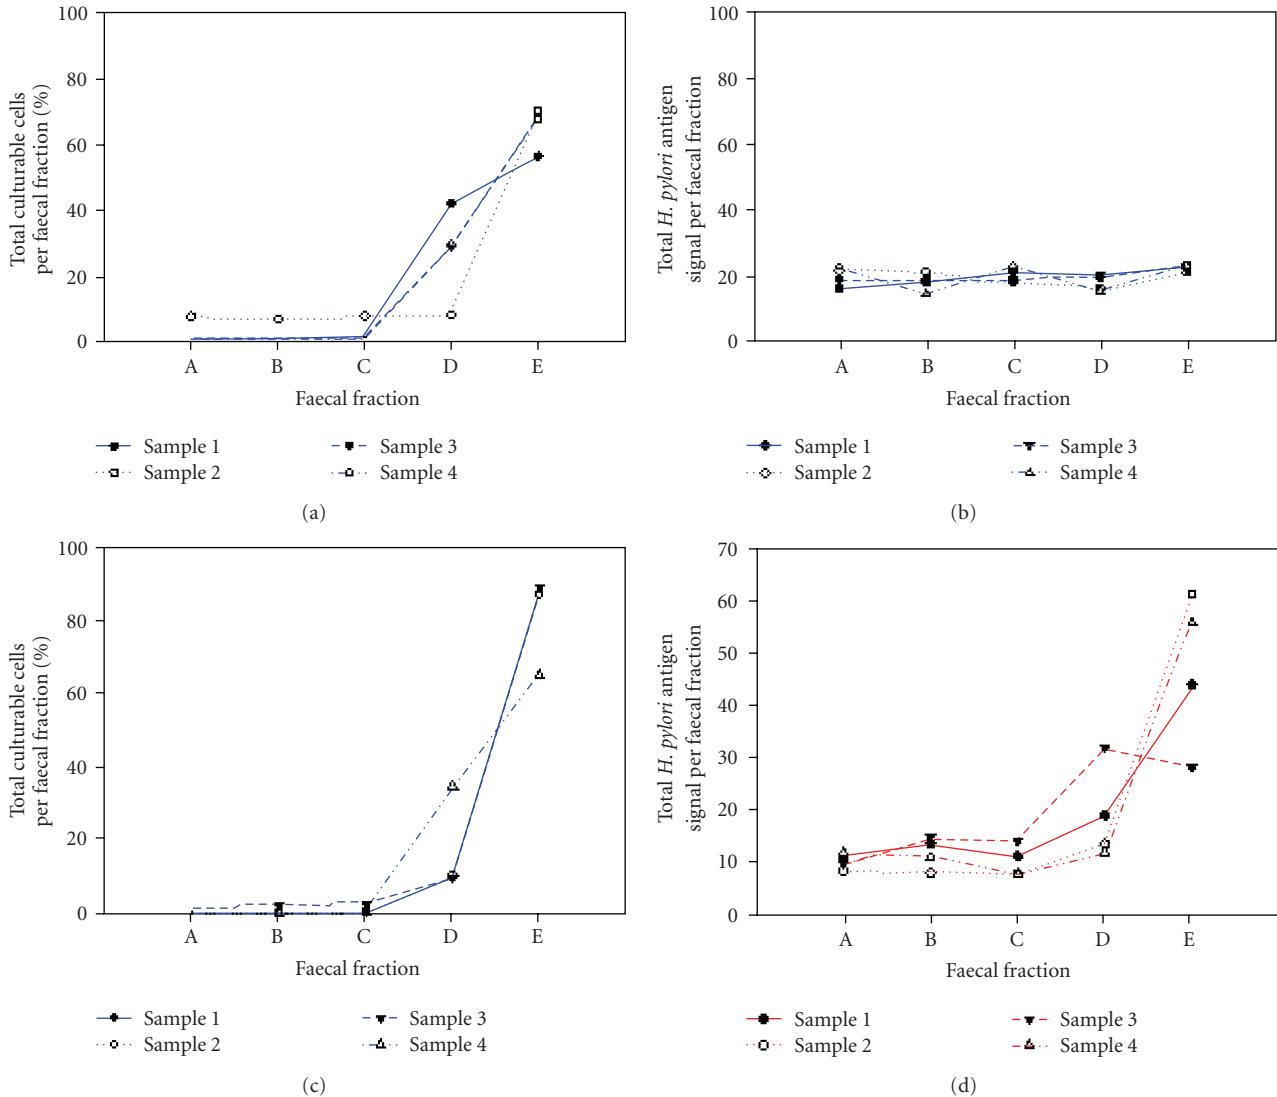 Total culturable cells
per faecal fraction (%)
100
80
60
40
20
0
A B C D E
Faecal fraction
Sample 1
Sample 2
Sample 3
Sample 4
(a)
Total H. pylori antigen
signal per faecal fraction
100
80
60
40
20
0
A B C D E
Faecal fraction
Sample 1
Sample 2
Sample 3
Sample 4
(b)
Total culturable cells
per faecal fraction (%)
100
80
60
40
20
0
A B C D E
Faecal fraction
Sample 1
Sample 2
Sample 3
Sample 4
(c)
Total H. pylori antigen
signal per faecal fraction
70
60
50
40
30
20
10
0
A B C D E
Faecal fraction
Sample 1
Sample 2
Sample 3
Sample 4
(d)